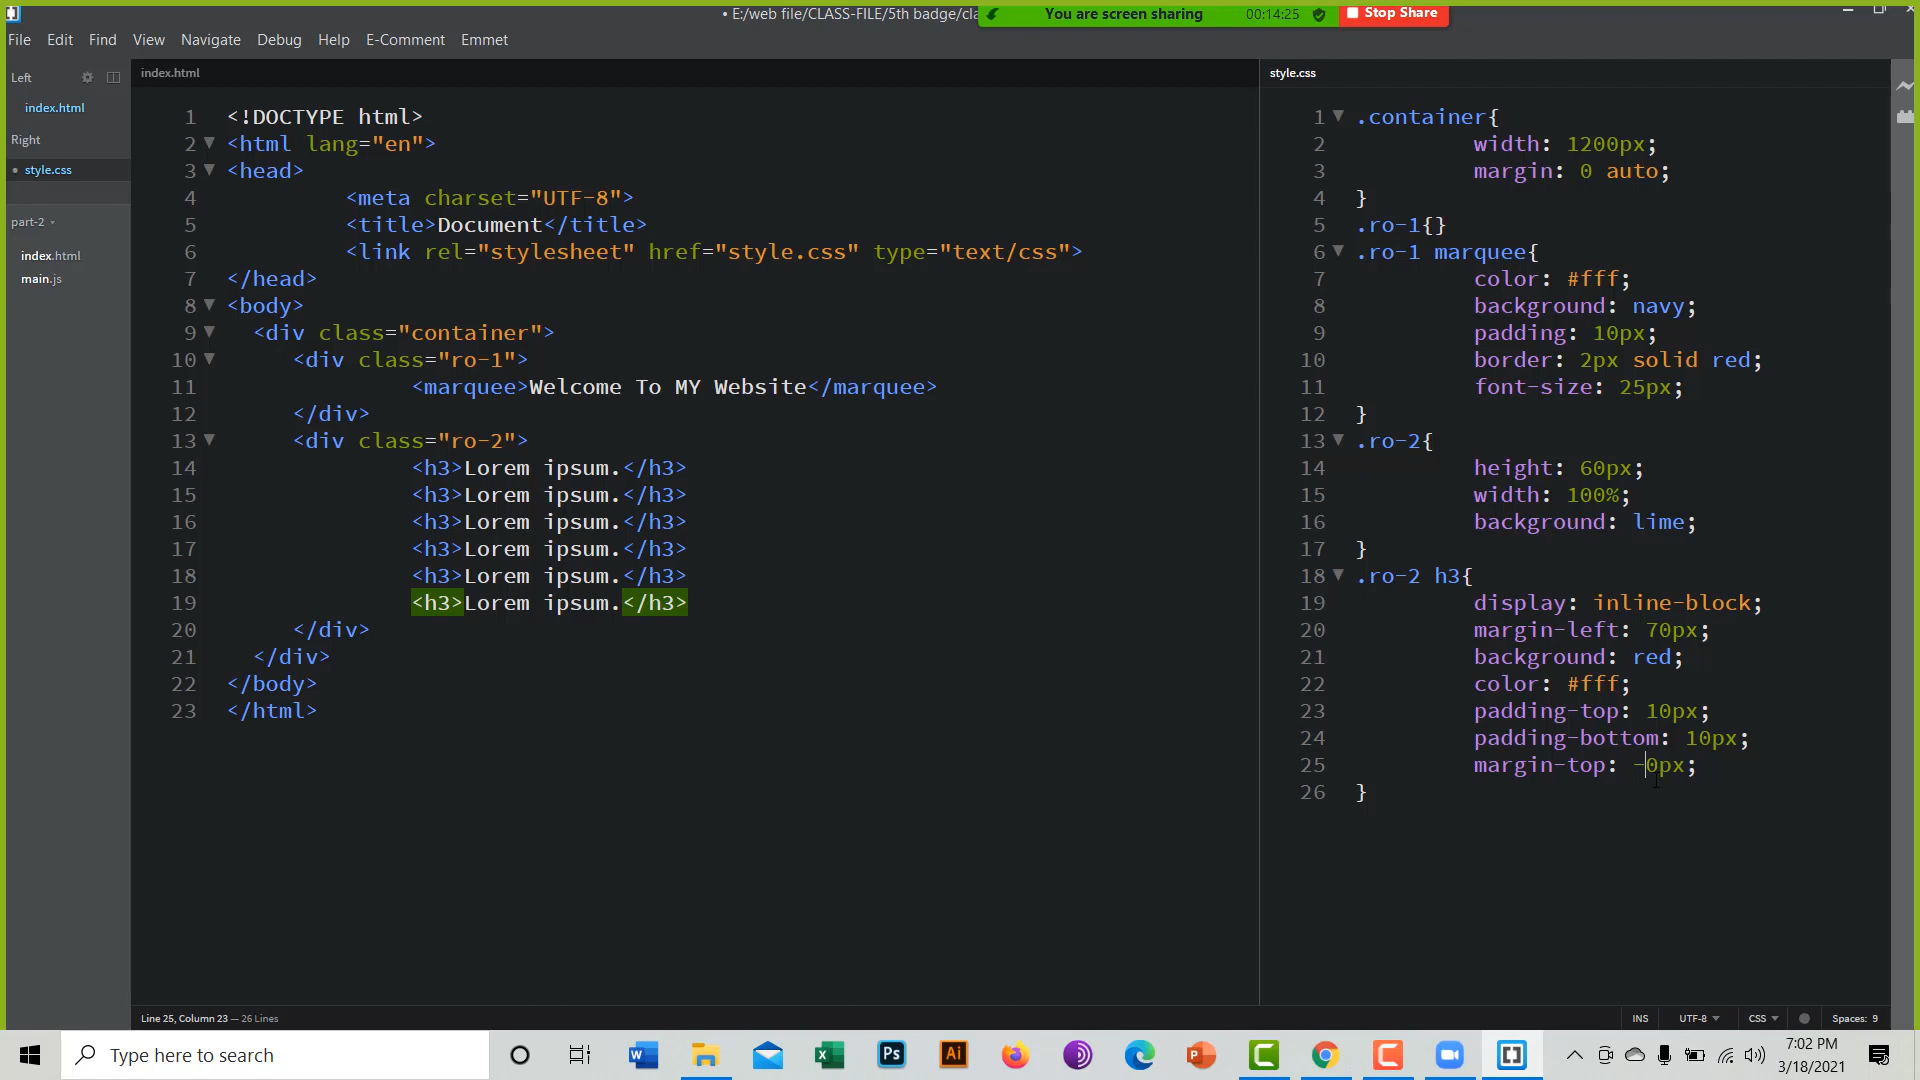 • E:/web file/CLASS-FILE/5th badge/cla
You are screen sharing 00:14:25 Stop Share
File Edit Find View Navigate Debug Help E-Commerce Emmet
Left
index.html
Right
style.css
part-2
index.html
main.js
index.html
1 <!DOCTYPE html>
2 <html lang="en">
3 <head>
4 <meta charset="UTF-8">
5 <title>Document</title>
6 <link rel="stylesheet" href="style.css" type="text/css">
7 </head>
8 <body>
9 <div class="container">
10 <div class="ro-1">
11 <marquee>Welcome To MY Website</marquee>
12 </div>
13 <div class="ro-2">
14 <h3>Lorem ipsum.</h3>
15 <h3>Lorem ipsum.</h3>
16 <h3>Lorem ipsum.</h3>
17 <h3>Lorem ipsum.</h3>
18 <h3>Lorem ipsum.</h3>
19 <h3>Lorem ipsum.</h3>
20 </div>
21 </div>
22 </body>
23 </html>
style.css
1 .container{
2 width: 1200px;
3 margin: 0 auto;
4 }
5 .ro-1{}
6 .ro-1 marquee{
7 color: #fff;
8 background: navy;
9 padding: 10px;
10 border: 2px solid red;
11 font-size: 25px;
12 }
13 .ro-2{
14 height: 60px;
15 width: 100%;
16 background: lime;
17 }
18 .ro-2 h3{
19 display: inline-block;
20 margin-left: 70px;
21 background: red;
22 color: #fff;
23 padding-top: 10px;
24 padding-bottom: 10px;
25 margin-top: -0px;
26 }
Line 25, Column 23 — 26 Lines
INS UTF-8 CSS Spaces: 9
Type here to search
7:02 PM
3/18/2021